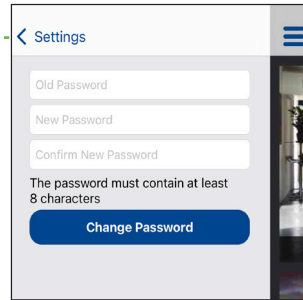 Settings
Old Password
New Password
Confirm New Password
The password must contain at least
8 characters
Change Password